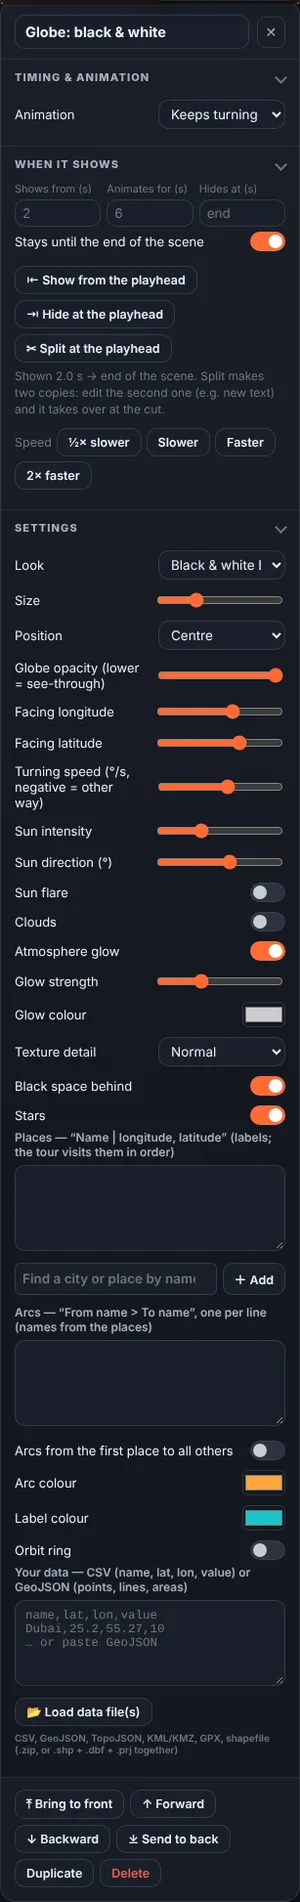 Globe: black & white
×
TIMING & ANIMATION
Animation
Keeps turning
WHEN IT SHOWS
Shows from (s)
Animates for (s)
Hides at (s)
2
6
end
Stays until the end of the scene
⇤ Show from the playhead
⇥ Hide at the playhead
✂ Split at the playhead
Shown 2.0 s → end of the scene. Split makes
two copies: edit the second one (e.g. new text)
and it takes over at the cut.
Speed
½× slower
Slower
Faster
2× faster
SETTINGS
Look
Black & white
Size
Position
Centre
Globe opacity (lower
= see-through)
Facing longitude
Facing latitude
Turning speed (°/s,
negative = other
way)
Sun intensity
Sun direction (°)
Sun flare
Clouds
Atmosphere glow
Glow strength
Glow colour
Texture detail
Normal
Black space behind
Stars
Places — “Name | longitude, latitude” (labels;
the tour visits them in order)
Find a city or place by name
+ Add
Arcs — “From name > To name”, one per line
(names from the places)
Arcs from the first place to all others
Arc colour
Label colour
Orbit ring
Your data — CSV (name, lat, lon, value) or
GeoJSON (points, lines, areas)
name,lat,lon,value
Dubai,25.2,55.27,10
… or paste GeoJSON
📂 Load data file(s)
CSV, GeoJSON, TopoJSON, KML/KMZ, GPX, shapefile
(.zip, or .shp + .dbf + .prj together)
⤒ Bring to front
↑ Forward
↓ Backward
⤓ Send to back
Duplicate
Delete